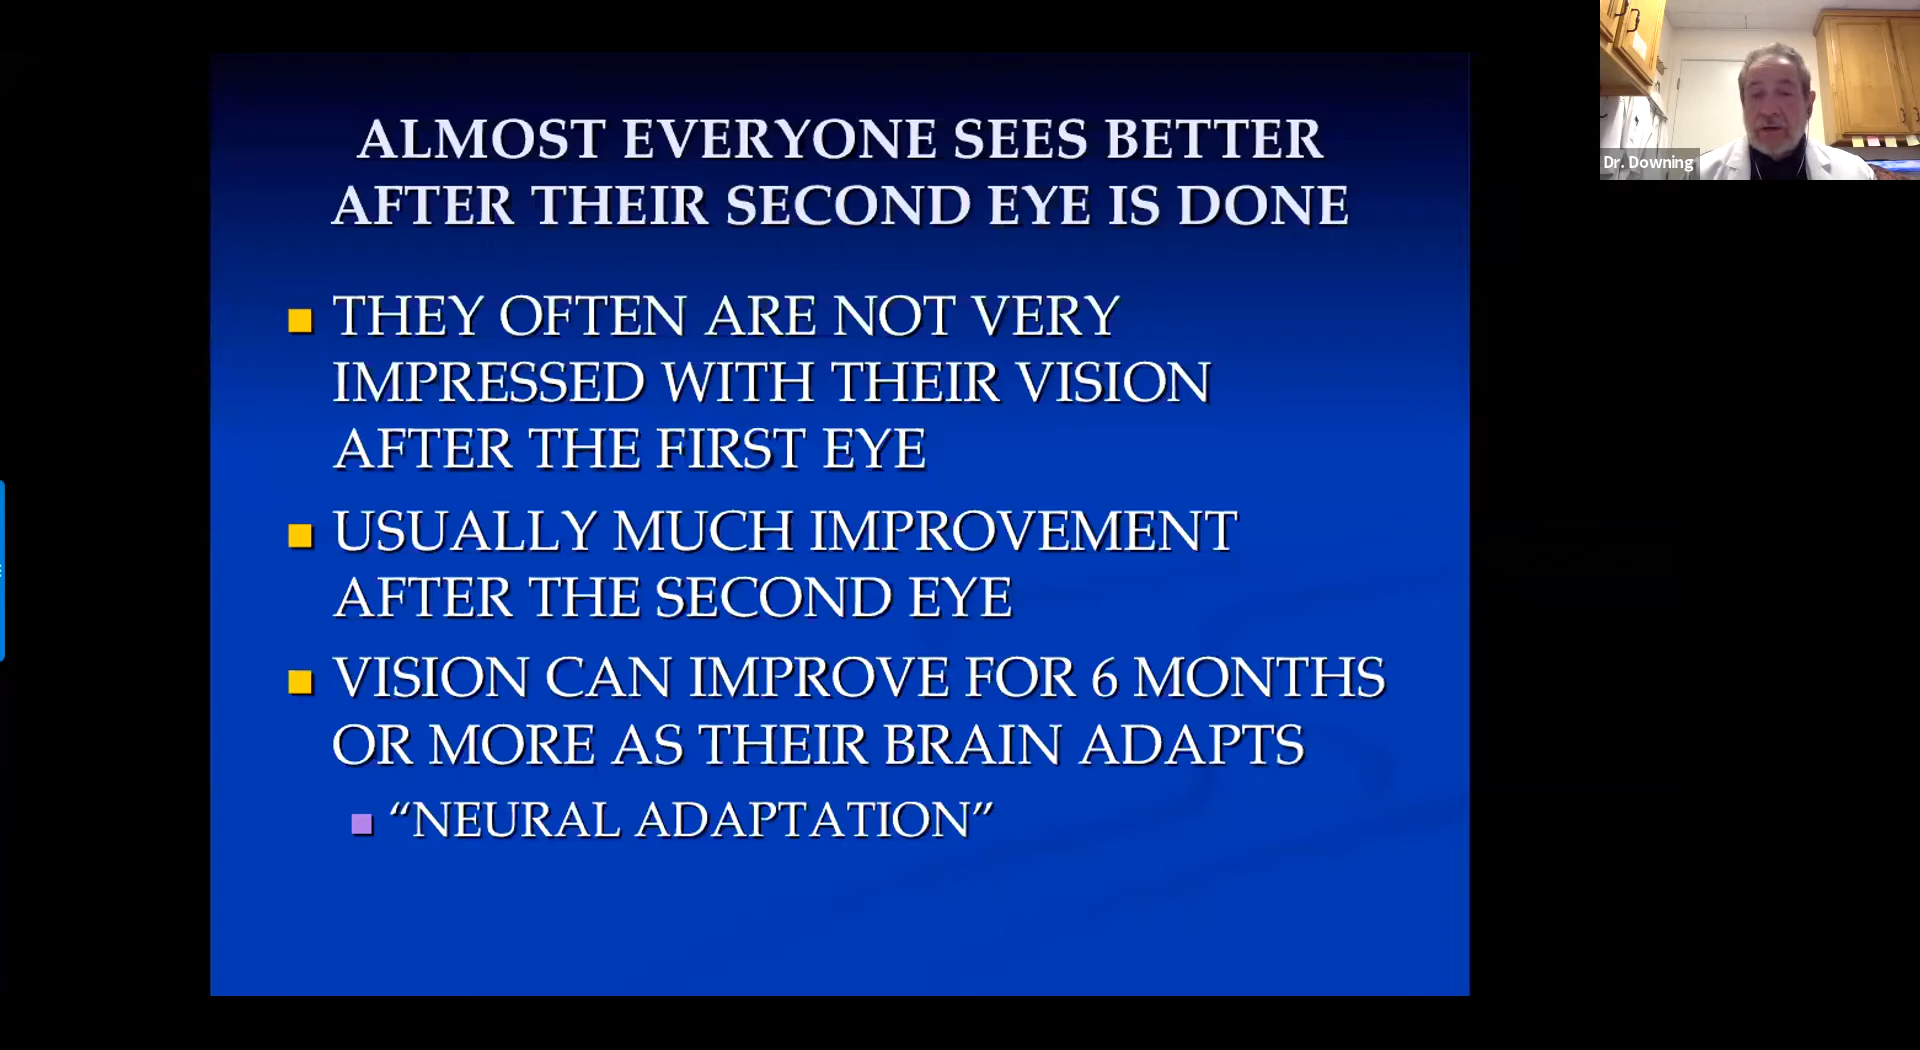 ALMOST EVERYONE SEES BETTER
AFTER THEIR SECOND EYE IS DONE
THEY OFTEN ARE NOT VERY
IMPRESSED WITH THEIR VISION
AFTER THE FIRST EYE
USUALLY MUCH IMPROVEMENT
AFTER THE SECOND EYE
VISION CAN IMPROVE FOR 6 MONTHS
OR MORE AS THEIR BRAIN ADAPTS
“NEURAL ADAPTATION”
Dr. Downing